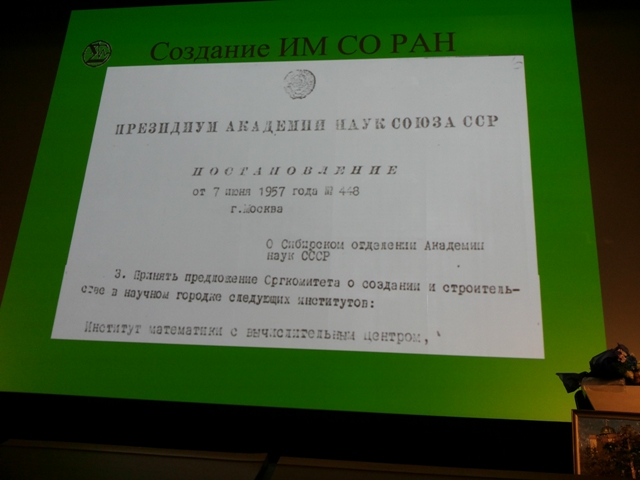 Создание ИМ СО РАН
ПРЕЗИДИУМ АКАДЕМИИ НАУК СОЮЗА ССР
ПОСТАНОВЛЕНИЕ
от 7 июня 1957 года № 448
г.Москва
О Сибирском отделении Академии
наук СССР
3. Принять предложение Оргкомитета о создании и строитель-
стве в научном городке следующих институтов:
Институт математики с вычислительным центром,